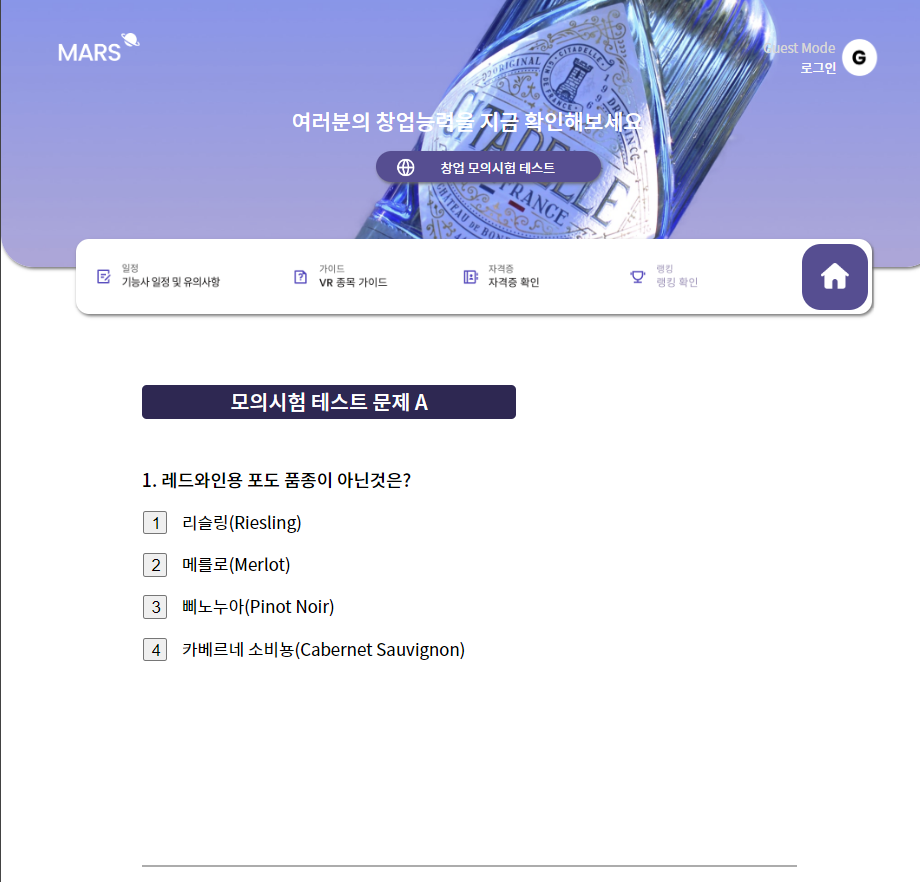 MARS
Guest Mode
로그인
G
여러분의 창업능력을 지금 확인해보세요
창업 모의시험 테스트
ORIGINAL
CITADELLE
FRANCE
CITADELLE
FRANCE
일정
기능사 일정 및 유의사항
가이드
VR 종목 가이드
자격증
자격증 확인
랭킹
랭킹 확인
모의시험 테스트 문제 A
1. 레드와인용 포도 품종이 아닌것은?
1 리슬링(Riesling)
2 메를로(Merlot)
3 삐노누아(Pinot Noir)
4 카베르네 소비뇽(Cabernet Sauvignon)